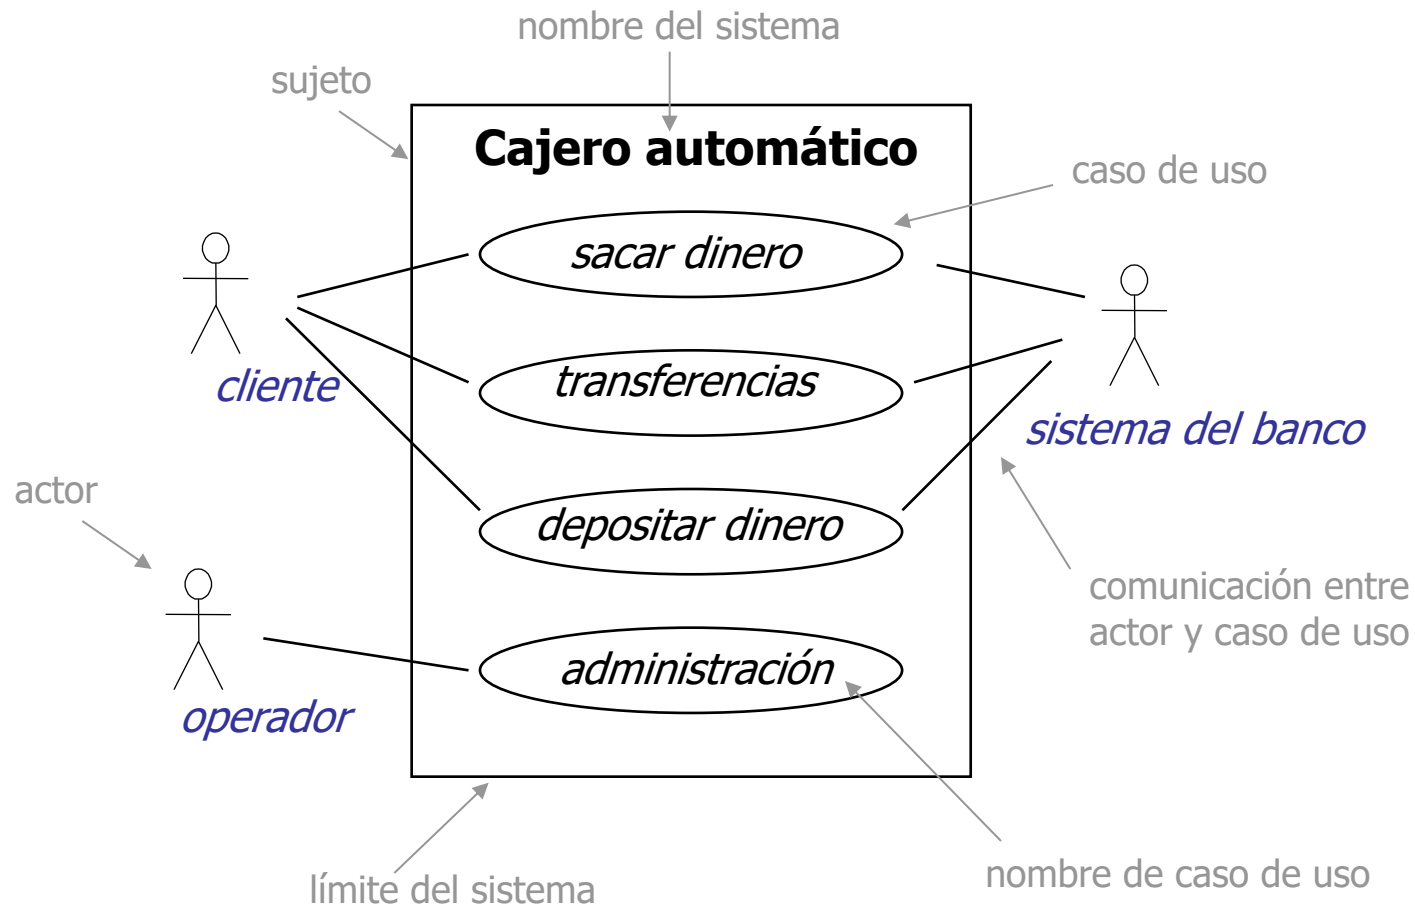 nombre del sistema
sujeto
Cajero automático
caso de uso
sacar dinero
transferencias
cliente
sistema del banco
actor
depositar dinero
comunicación entre
actor y caso de uso
administración
operador
límite del sistema
nombre de caso de uso